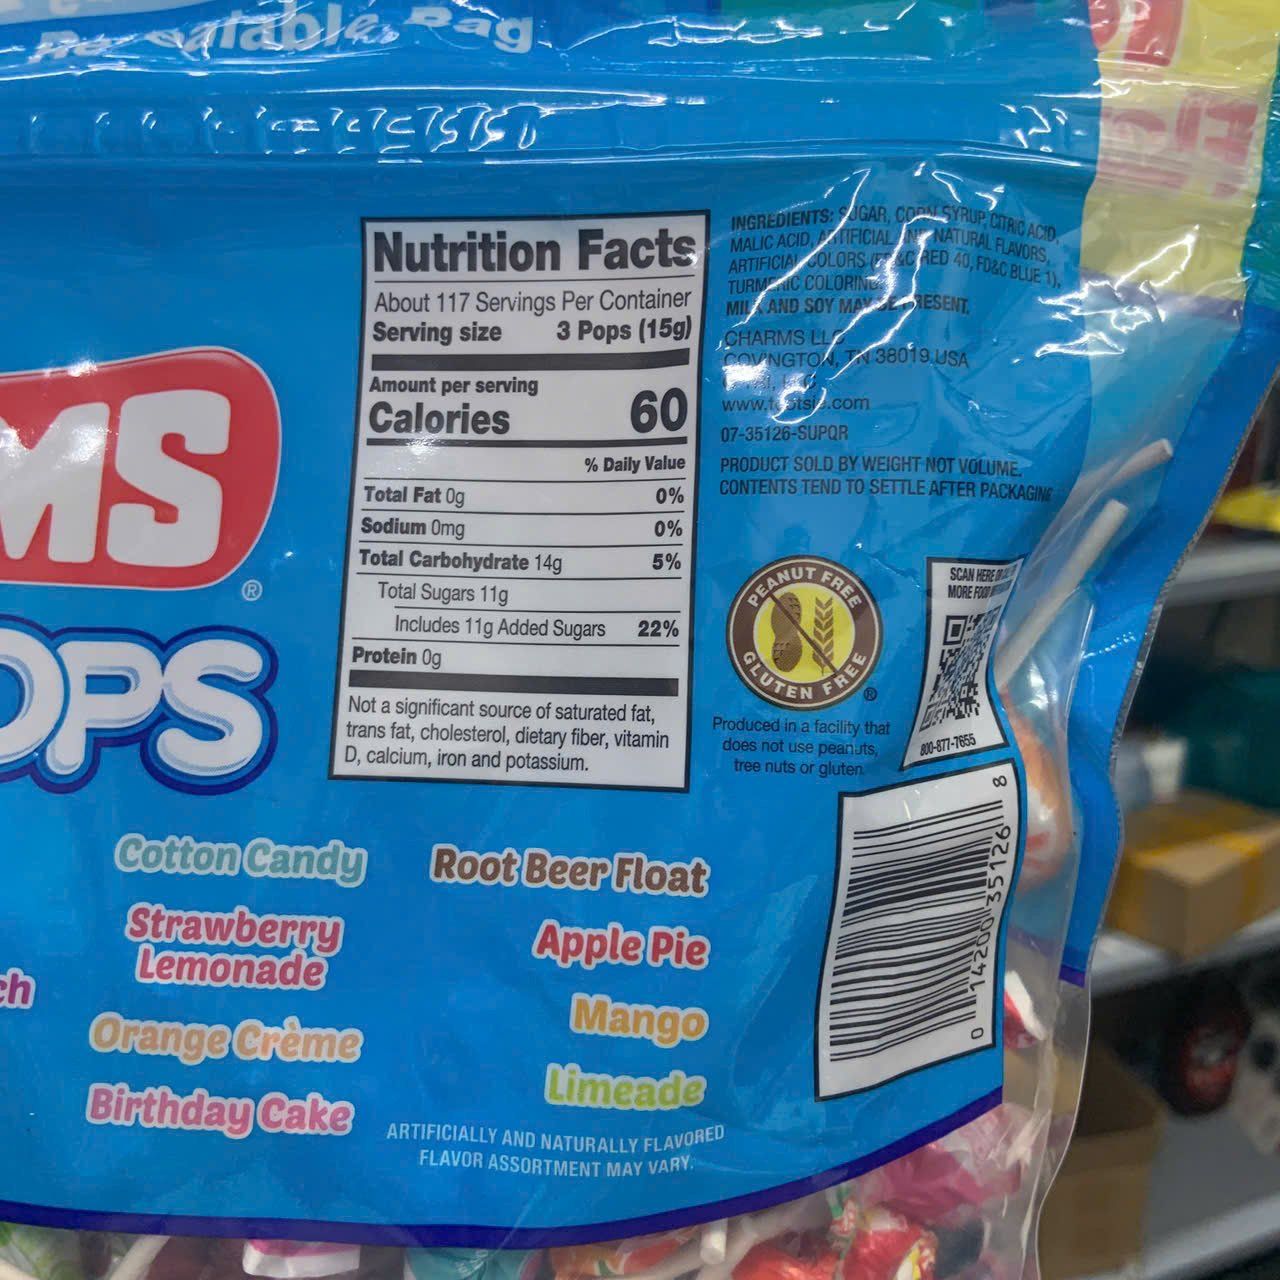 Resealable Bag
MS
®
OPS
Nutrition Facts
About 117 Servings Per Container
Serving size 3 Pops (15g)
Amount per serving
Calories 60
% Daily Value
Total Fat 0g 0%
Sodium 0mg 0%
Total Carbohydrate 14g 5%
Total Sugars 11g
Includes 11g Added Sugars 22%
Protein 0g
Not a significant source of saturated fat,
trans fat, cholesterol, dietary fiber, vitamin
D, calcium, iron and potassium.
INGREDIENTS: SUGAR, CORN SYRUP, CITRIC ACID,
MALIC ACID, ARTIFICIAL AND NATURAL FLAVORS,
ARTIFICIAL COLORS (FD&C RED 40, FD&C BLUE 1),
TURMERIC COLORING
MILK AND SOY MAY BE PRESENT.
CHARMS LLC
COVINGTON, TN 38019 USA
www.tootsie.com
07-35126-SUPQR
PRODUCT SOLD BY WEIGHT NOT VOLUME.
CONTENTS TEND TO SETTLE AFTER PACKAGING
PEANUT FREE
GLUTEN FREE
®
Produced in a facility that
does not use peanuts,
tree nuts or gluten.
SCAN HERE OR
MORE FOOD
800-877-7655
0 14200 35126 8
Cotton Candy
Strawberry
Lemonade
ch
Orange Crème
Birthday Cake
Root Beer Float
Apple Pie
Mango
Limeade
ARTIFICIALLY AND NATURALLY FLAVORED
FLAVOR ASSORTMENT MAY VARY.